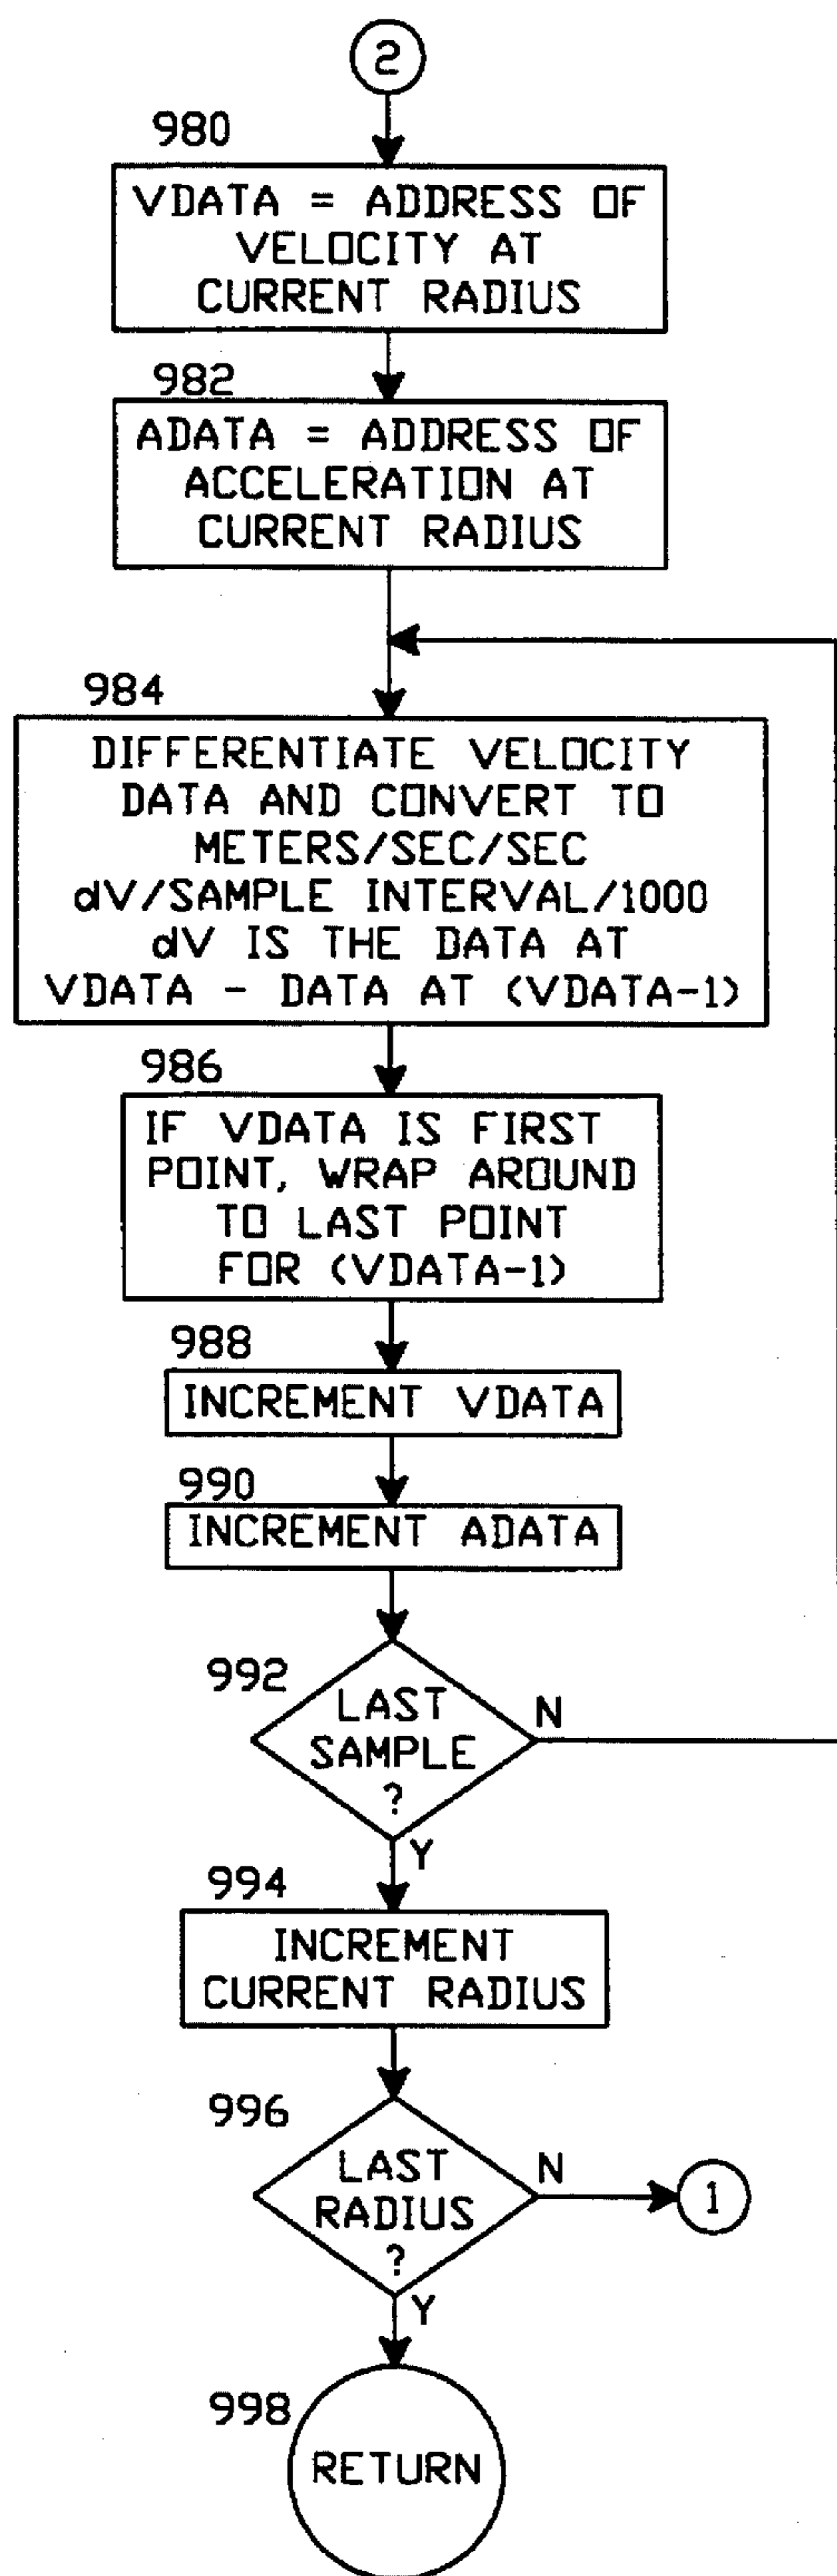 2
980
VDATA = ADDRESS OF
VELOCITY AT
CURRENT RADIUS
982
ADATA = ADDRESS OF
ACCELERATION AT
CURRENT RADIUS
984
DIFFERENTIATE VELOCITY
DATA AND CONVERT TO
METERS/SEC/SEC
dV/SAMPLE INTERVAL/1000
dV IS THE DATA AT
VDATA - DATA AT (VDATA-1)
986
IF VDATA IS FIRST
POINT, WRAP AROUND
TO LAST POINT
FOR (VDATA-1)
988
INCREMENT VDATA
990
INCREMENT ADATA
992
LAST
SAMPLE
?
N
Y
994
INCREMENT
CURRENT RADIUS
996
LAST
RADIUS
?
N
1
Y
998
RETURN